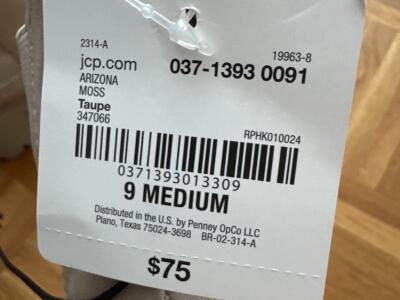 2314-A 19963-8
jcp.com 037-1393 0091
ARIZONA
MOSS
Taupe
347066 RPHK010024
0371393013309
9 MEDIUM
Distributed in the U.S. by Penney OpCo LLC
Plano, Texas 75024-3698 BR-02-314-A
$75